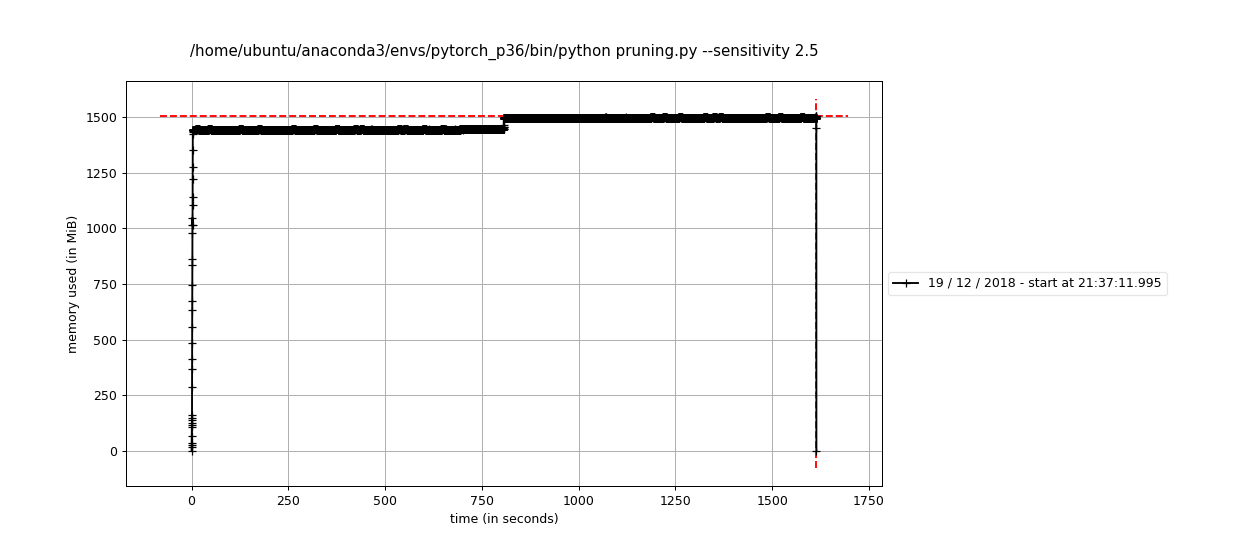 /home/ubuntu/anaconda3/envs/pytorch_p36/bin/python pruning.py --sensitivity 2.5
1500
1250
1000
750
500
250
0
memory used (in MiB)
0 250 500 750 1000 1250 1500 1750
time (in seconds)
19 / 12 / 2018 - start at 21:37:11.995